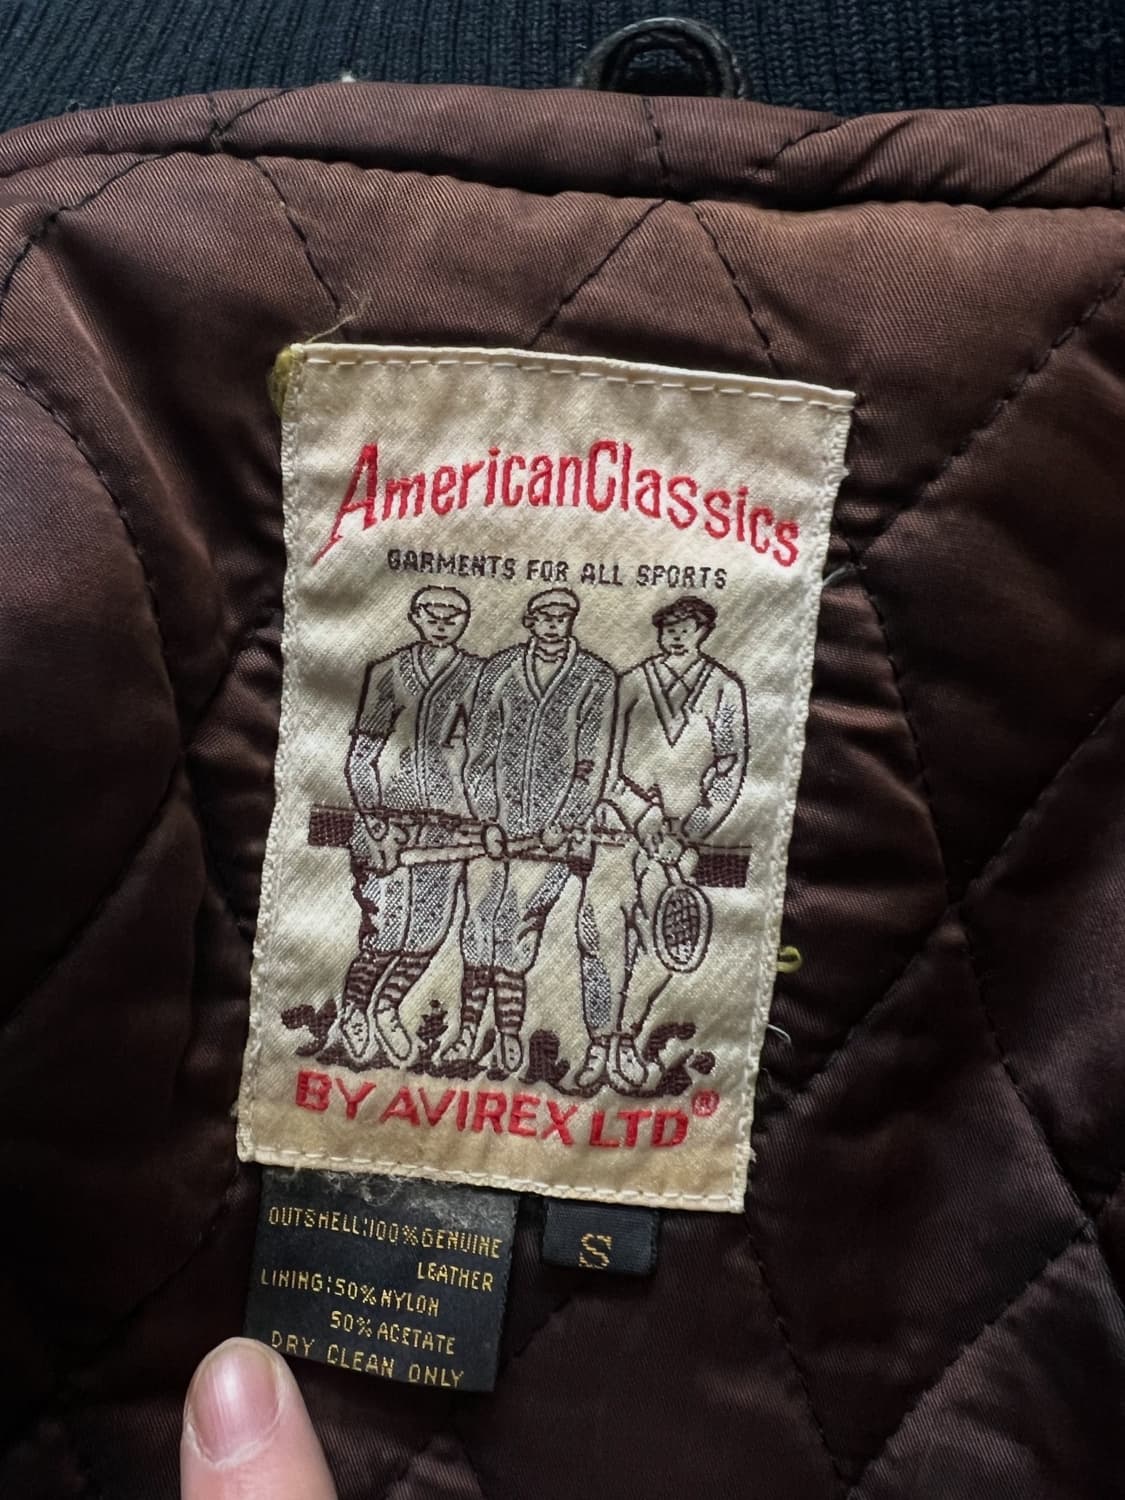 AmericanClassics
GARMENTS FOR ALL SPORTS
A
BY AVIREX LTD®
OUTSHELL:100%GENUINE
LEATHER
LINING:50%NYLON
50%ACETATE
DRY CLEAN ONLY
S